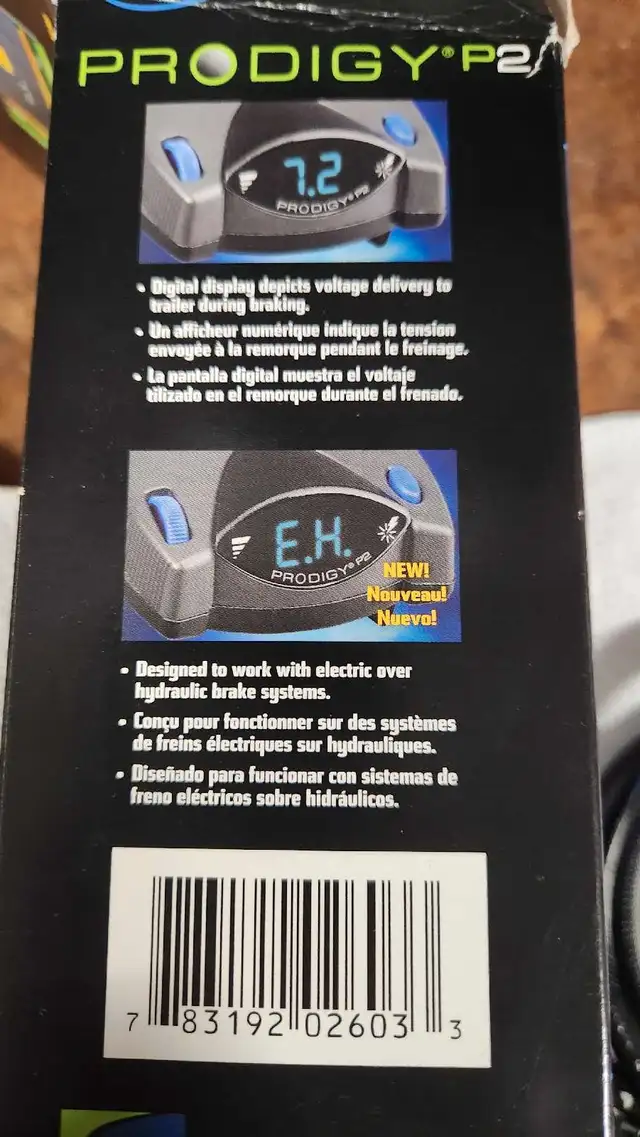 PRODIGY® P2
7.2
PRODIGY® P2
• Digital display depicts voltage delivery to
trailer during braking.
• Un afficheur numérique indique la tension
envoyée à la remorque pendant le freinage.
• La pantalla digital muestra el voltaje
tilizado en el remorque durante el frenado.
E.H.
PRODIGY® P2
NEW!
Nouveau!
Nuevo!
• Designed to work with electric over
hydraulic brake systems.
• Conçu pour fonctionner sur des systèmes
de freins électriques sur hydrauliques.
• Diseñado para funcionar con sistemas de
freno eléctricos sobre hidráulicos.
7 83192 02603 3